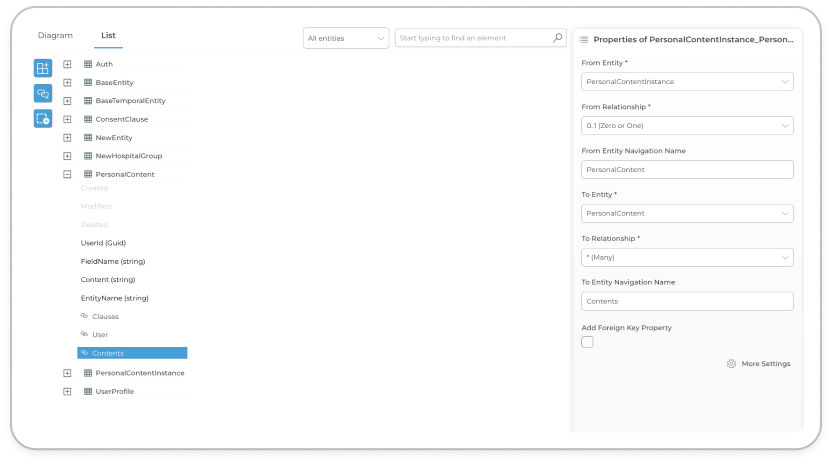 Diagram
List
All entities
Start typing to find an element
Auth
BaseEntity
BaseTemporalEntity
ConsentClause
NewEntity
NewHospitalGroup
PersonalContent
Created
Modified
Deleted
UserId (Guid)
FieldName (string)
Content (string)
EntityName (string)
Clauses
User
Contents
PersonalContentInstance
UserProfile
Properties of PersonalContentInstance_Person...
From Entity *
PersonalContentInstance
From Relationship *
0..1 (Zero or One)
From Entity Navigation Name
PersonalContent
To Entity *
PersonalContent
To Relationship *
* (Many)
To Entity Navigation Name
Contents
Add Foreign Key Property
More Settings